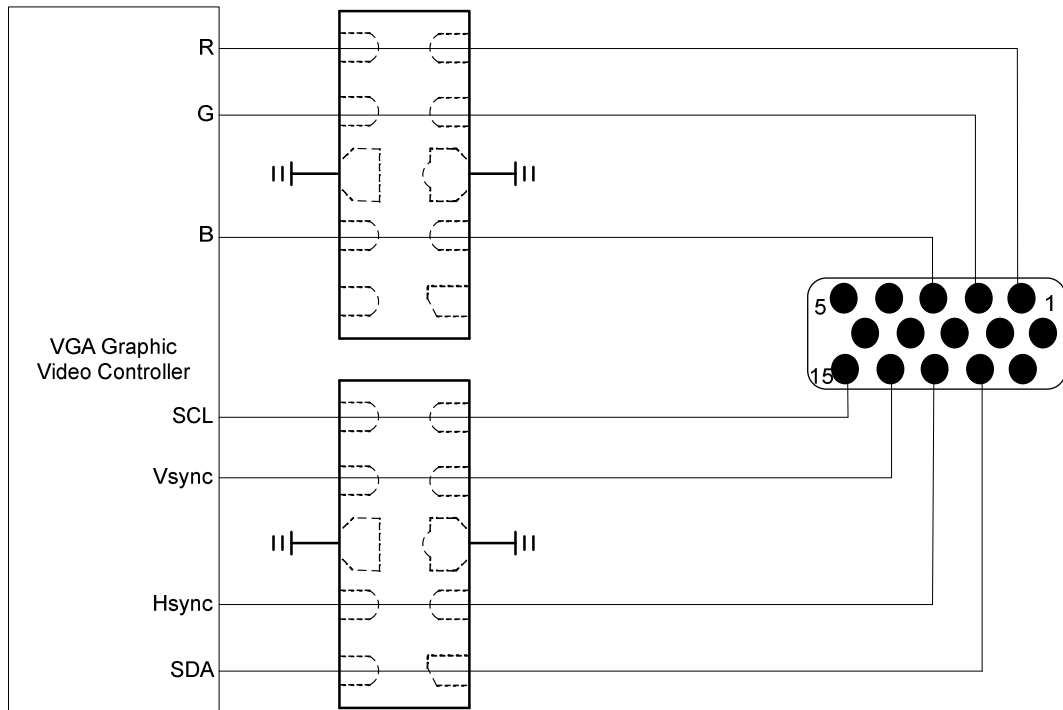 R
G
B
VGA Graphic
Video Controller
SCL
Vsync
Hsync
SDA
5
1
15